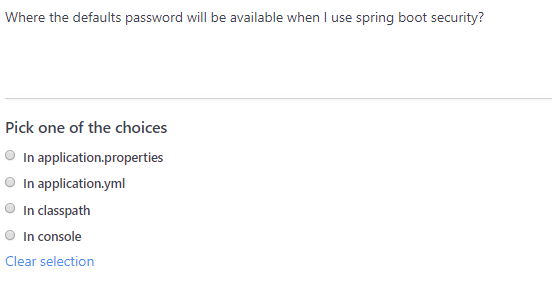 Where the defaults password will be available when I use spring boot security?
Pick one of the choices
In application.properties
In application.yml
In classpath
In console
Clear selection